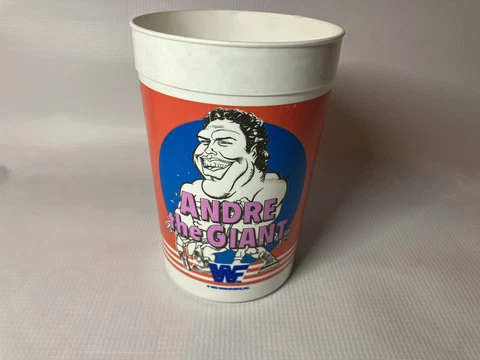 ANDRE
the GIANT
WF